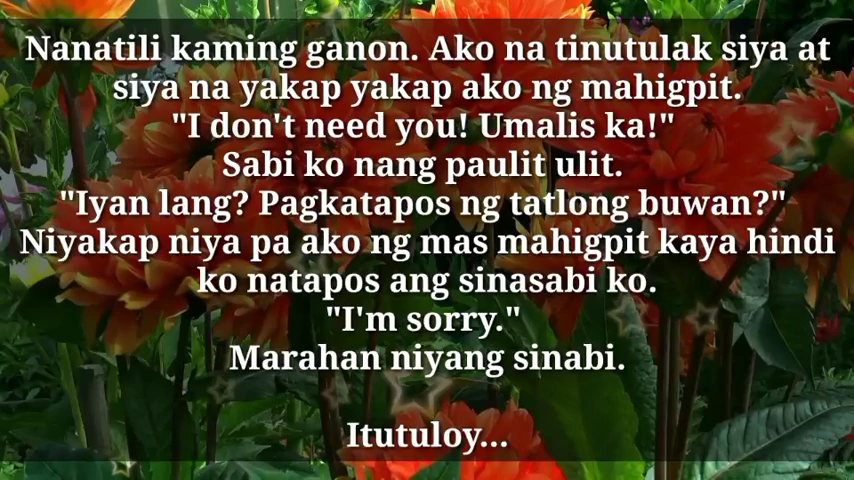 Nanatili kaming ganon. Ako na tinutulak siya at
siya na yakap yakap ako ng mahigpit.
"I don't need you! Umalis ka!"
Sabi ko nang paulit ulit.
"Iyan lang? Pagkatapos ng tatlong buwan?"
Niyakap niya pa ako ng mas mahigpit kaya hindi
ko natapos ang sinasabi ko.
"I'm sorry."
Marahan niyang sinabi.
Itutuloy...